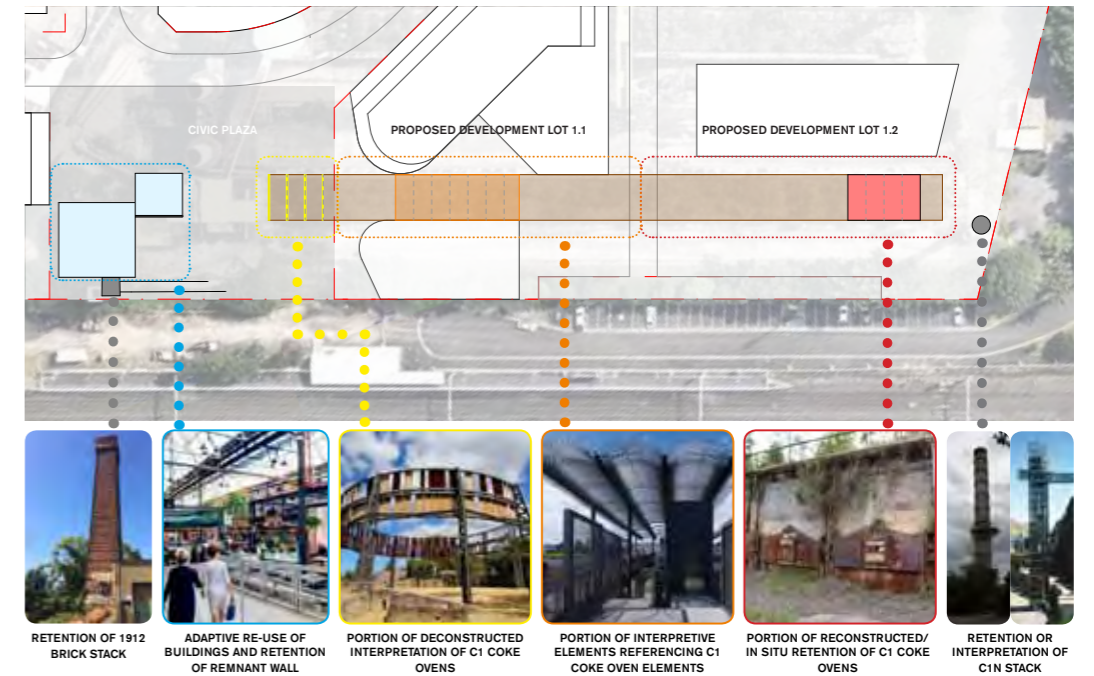 CIVIC PLAZA
PROPOSED DEVELOPMENT LOT 1.1
PROPOSED DEVELOPMENT LOT 1.2
RETENTION OF 1912
BRICK STACK
ADAPTIVE RE-USE OF
BUILDINGS AND RETENTION
OF REMNANT WALL
PORTION OF DECONSTRUCTED
INTERPRETATION OF C1 COKE
OVENS
PORTION OF INTERPRETIVE
ELEMENTS REFERENCING C1
COKE OVEN ELEMENTS
PORTION OF RECONSTRUCTED/
IN SITU RETENTION OF C1 COKE
OVENS
RETENTION OR
INTERPRETATION OF
C1N STACK